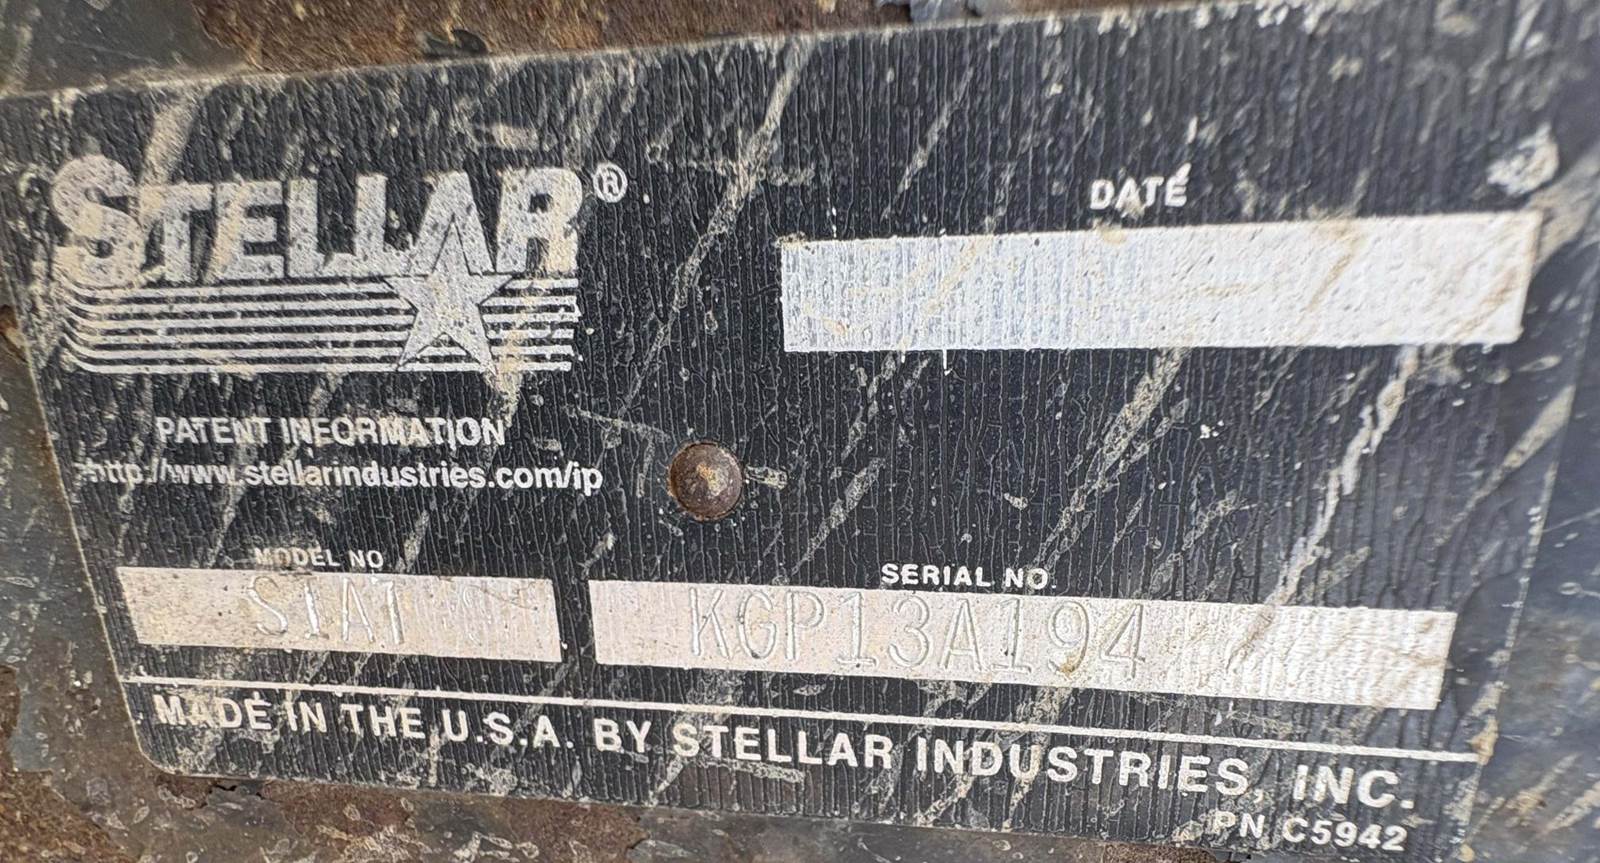 STELLAR®
DATE
PATENT INFORMATION
http://www.stellarindustries.com/ip
MODEL NO
SERIAL NO.
KGP13A194
MADE IN THE U.S.A. BY STELLAR INDUSTRIES, INC.
PN C5942